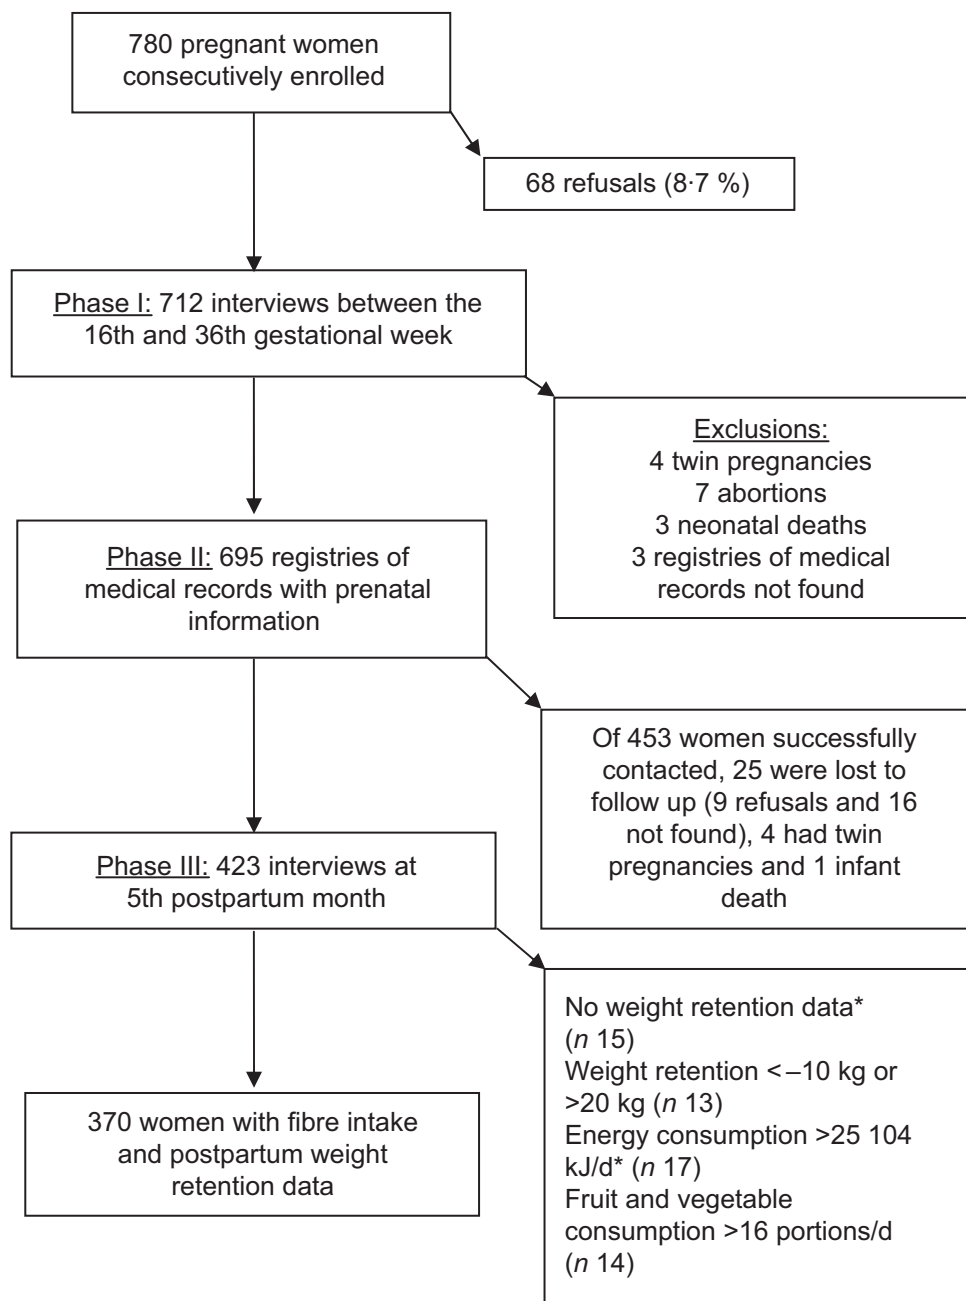 780 pregnant women
consecutively enrolled
68 refusals (8·7 %)
Phase I: 712 interviews between the
16th and 36th gestational week
Exclusions:
4 twin pregnancies
7 abortions
3 neonatal deaths
3 registries of medical
records not found
Phase II: 695 registries of
medical records with prenatal
information
Of 453 women successfully
contacted, 25 were lost to
follow up (9 refusals and 16
not found), 4 had twin
pregnancies and 1 infant
death
Phase III: 423 interviews at
5th postpartum month
No weight retention data*
(n 15)
Weight retention < –10 kg or
>20 kg (n 13)
Energy consumption >25 104
kJ/d* (n 17)
Fruit and vegetable
consumption >16 portions/d
(n 14)
370 women with fibre intake
and postpartum weight
retention data